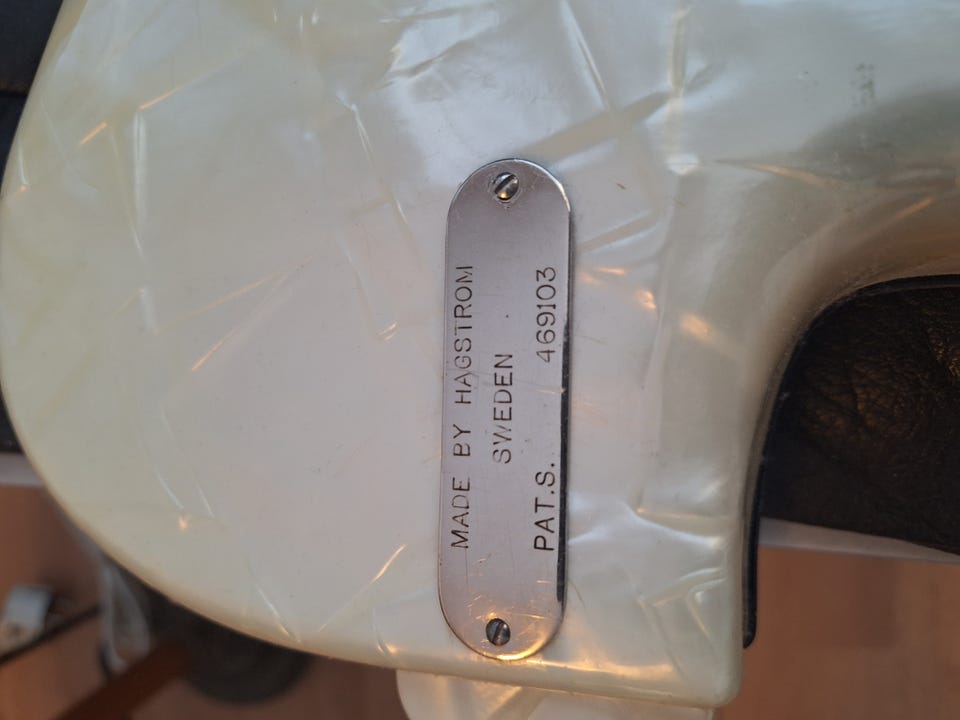 MADE BY HAGSTROM
SWEDEN
PAT.S. 469103